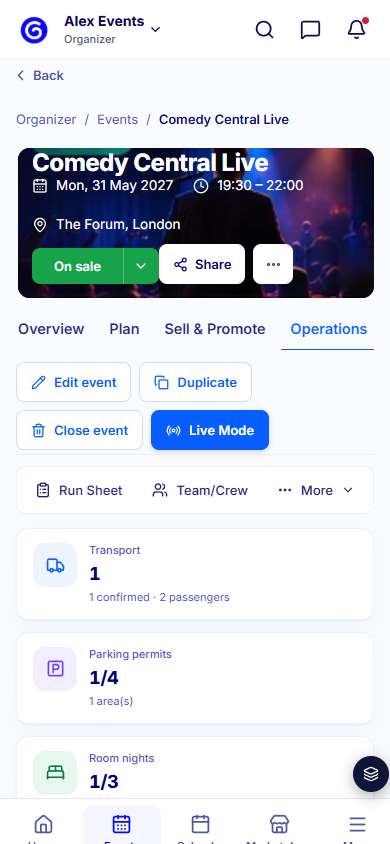 Alex Events
Organizer
Back
Organizer / Events / Comedy Central Live
Comedy Central Live
Mon, 31 May 2027 19:30 – 22:00
The Forum, London
On sale Share
Overview Plan Sell & Promote Operations
Edit event Duplicate
Close event Live Mode
Run Sheet Team/Crew More
Transport
1
1 confirmed · 2 passengers
Parking permits
1/4
1 area(s)
Room nights
1/3